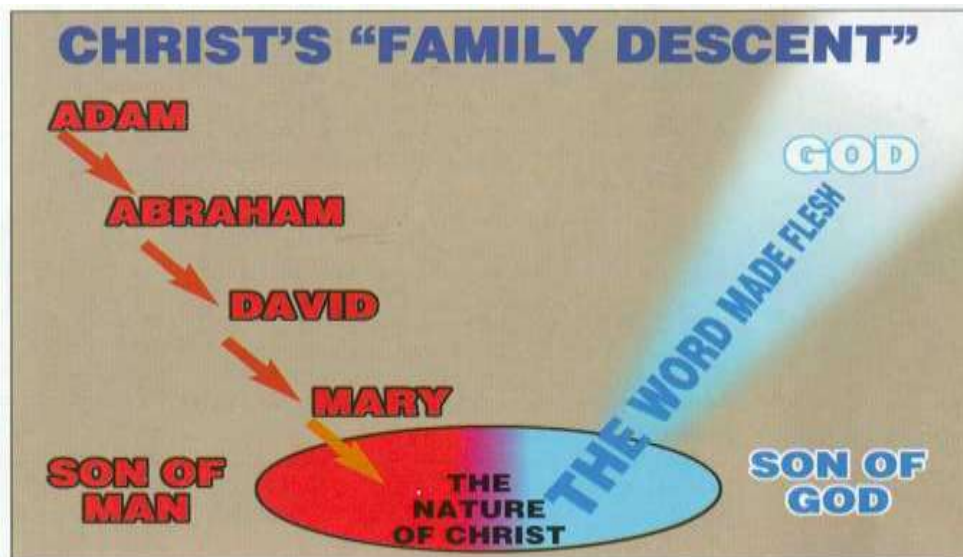 CHRIST'S "FAMILY DESCENT"
ADAM
ABRAHAM
DAVID
MARY
GOD
THE WORD MADE FLESH
SON OF
MAN
THE
NATURE
OF CHRIST
SON OF
GOD